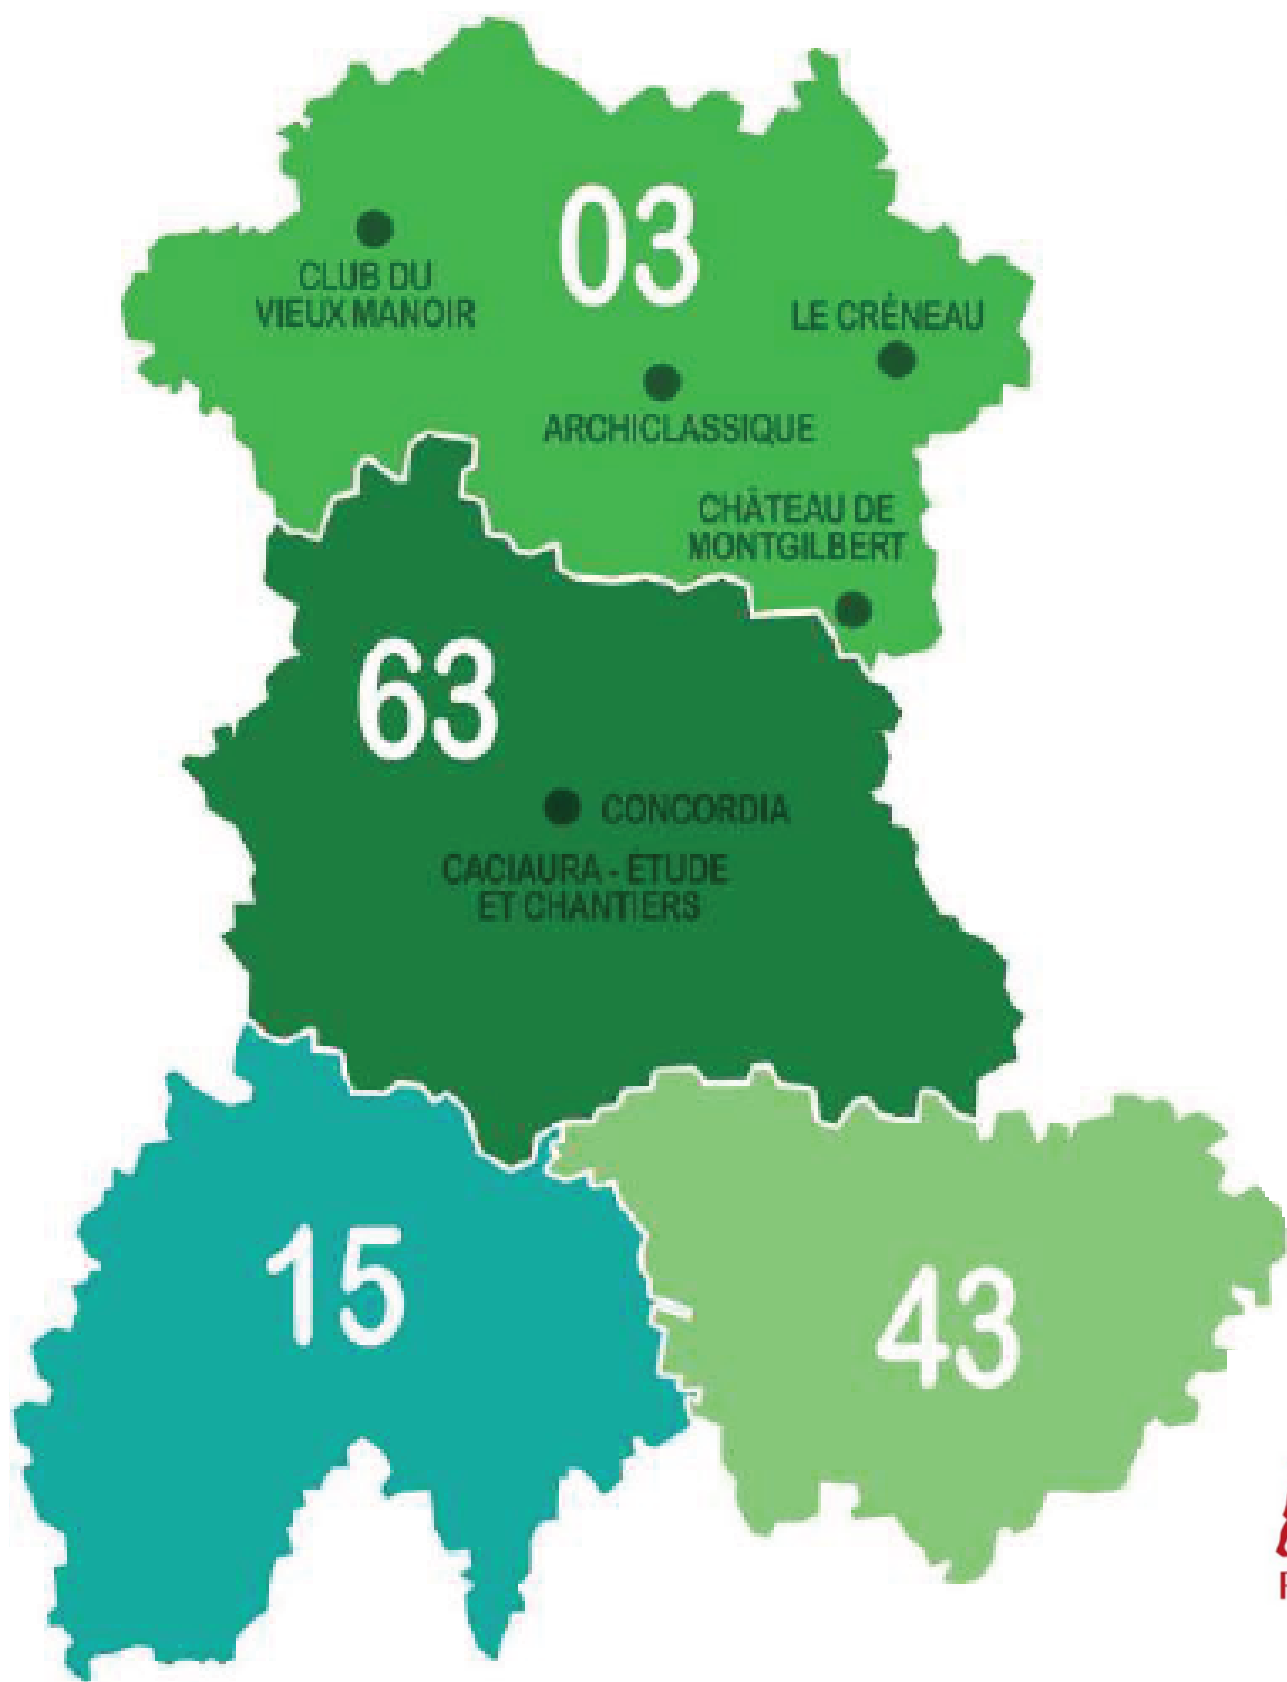 03
CLUB DU
VIEUX MANOIR
LE CRÉNEAU
ARCHICLASSIQUE
CHÂTEAU DE
MONTGILBERT
63
CONCORDIA
CACIAURA - ÉTUDE
ET CHANTIERS
15
43